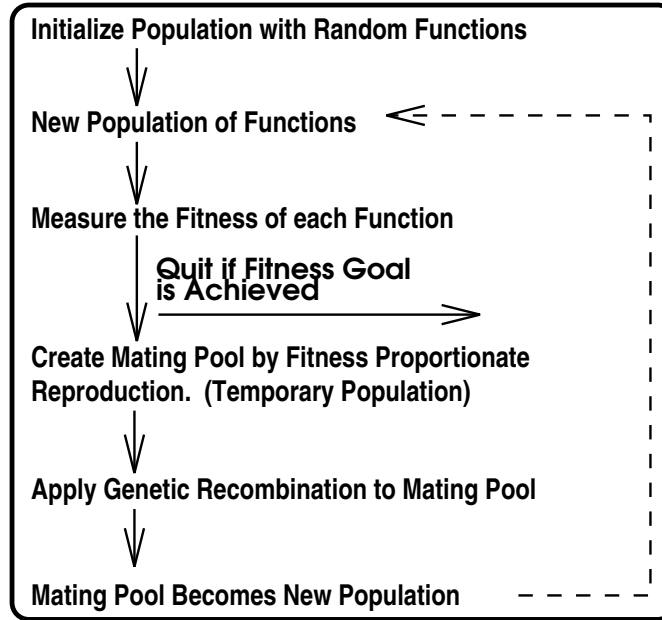 Initialize Population with Random Functions
New Population of Functions
Measure the Fitness of each Function
Quit if Fitness Goal
is Achieved
Create Mating Pool by Fitness Proportionate
Reproduction. (Temporary Population)
Apply Genetic Recombination to Mating Pool
Mating Pool Becomes New Population